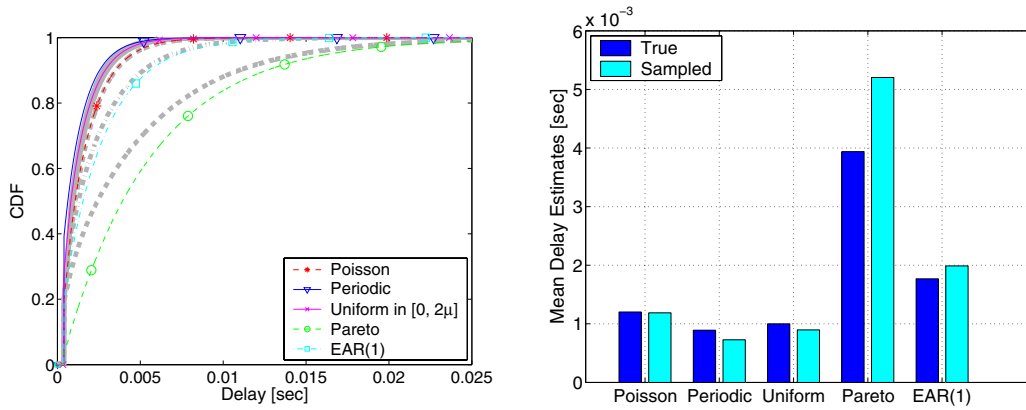 1
0.8
0.6
0.4
0.2
0
CDF
0
0.005
0.01
0.015
0.02
0.025
Delay [sec]
Poisson
Periodic
Uniform in [0, 2μ]
Pareto
EAR(1)
x 10⁻³
6
5
4
3
2
1
0
Mean Delay Estimates [sec]
True
Sampled
Poisson
Periodic
Uniform
Pareto
EAR(1)